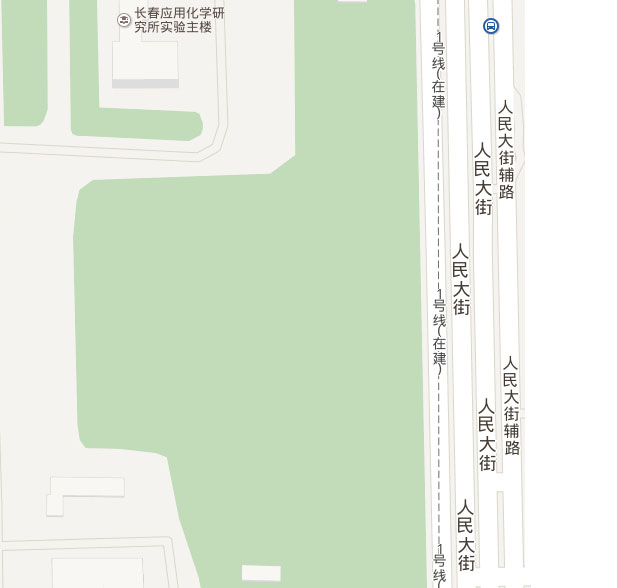 长春应用化学研
究所实验主楼
1号线(在建)
人民大街辅路
人民大街
人民大街
1号线(在建)
人民大街辅路
人民大街
人民大街
1号线(